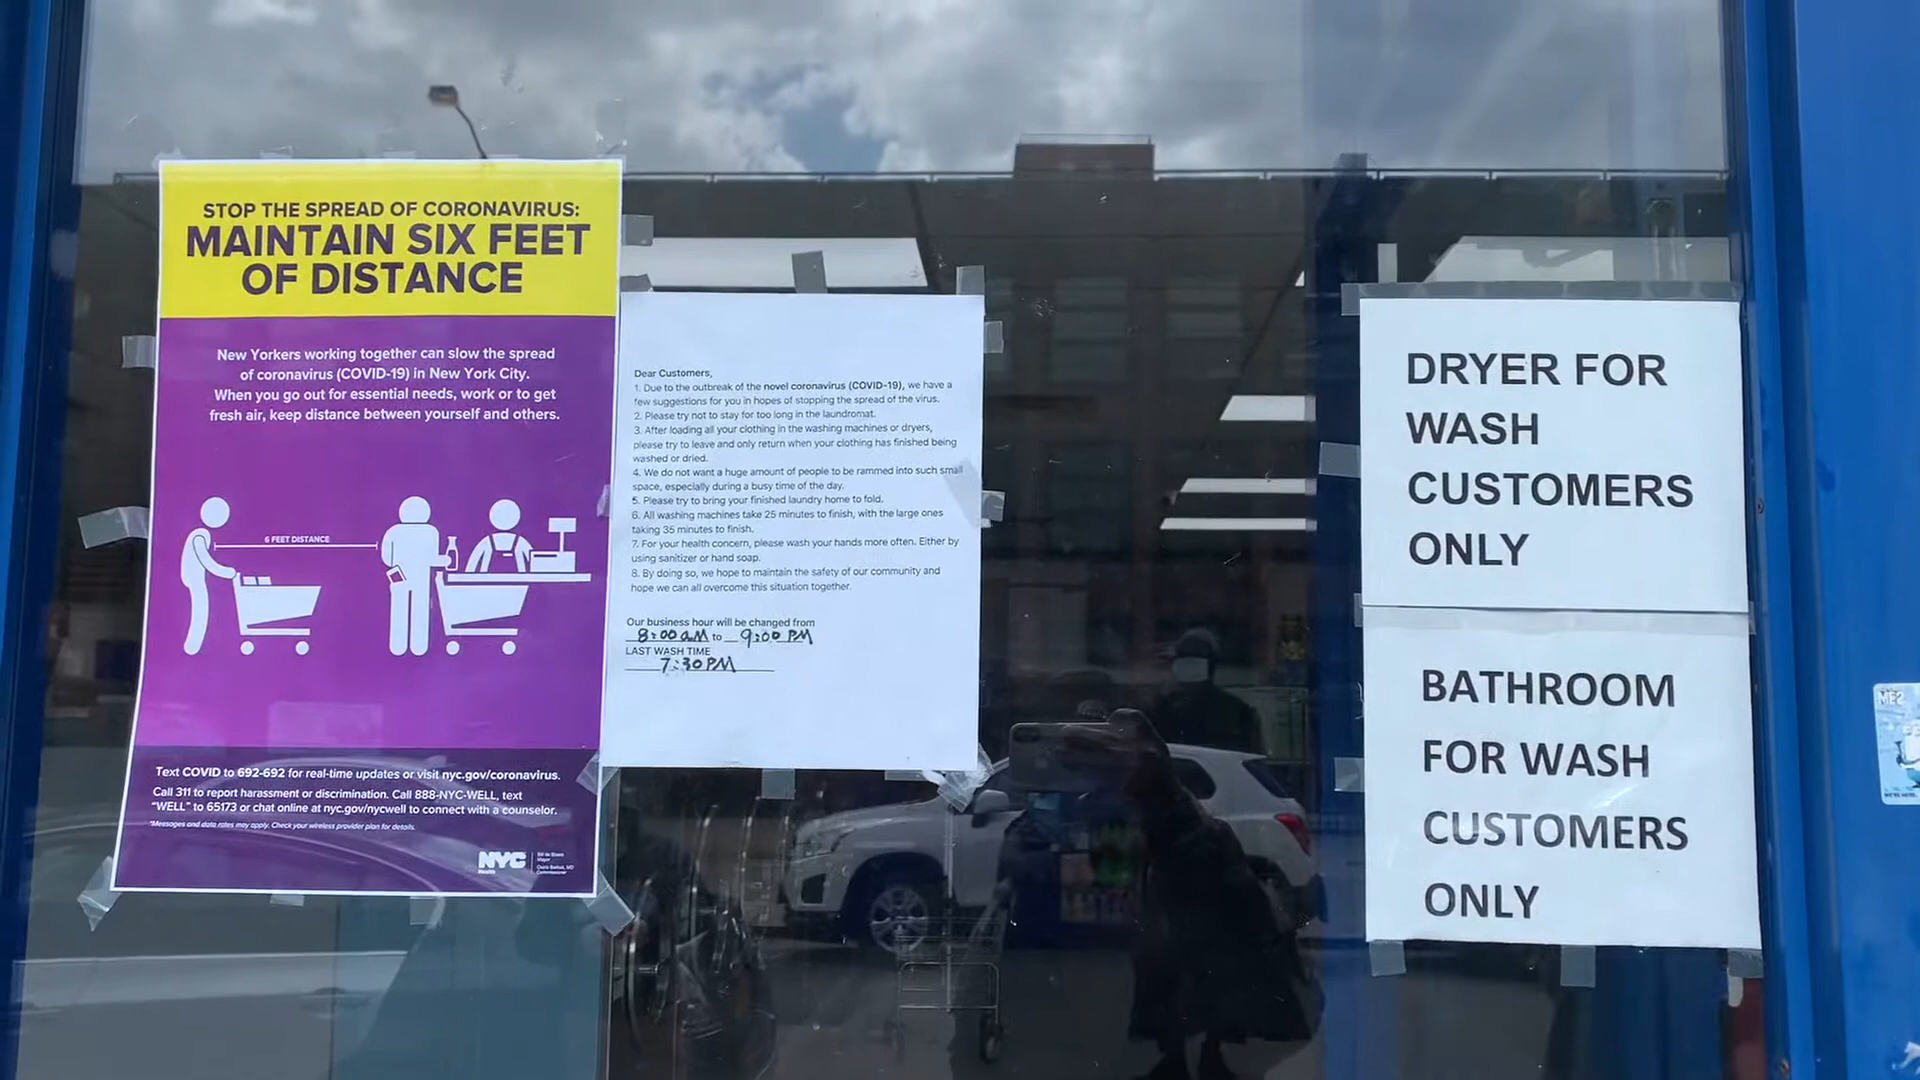 STOP THE SPREAD OF CORONAVIRUS:
MAINTAIN SIX FEET
OF DISTANCE
New Yorkers working together can slow the spread
of coronavirus (COVID-19) in New York City.
When you go out for essential needs, work or to get
fresh air, keep distance between yourself and others.
6 FEET DISTANCE
Text COVID to 692-692 for real-time updates or visit nyc.gov/coronavirus.
Call 311 to report harassment or discrimination. Call 888-NYC-WELL, text
"WELL" to 65173 or chat online at nyc.gov/nycwell to connect with a counselor.
*Messages and data rates may apply. Check your wireless provider plan for details.
NYC
Health
Bill de Blasio
Mayor
Oxiris Barbot, MD
Commissioner
Dear Customers,
1. Due to the outbreak of the novel coronavirus (COVID-19), we have a
few suggestions for you in hopes of stopping the spread of the virus.
2. Please try not to stay for too long in the laundromat.
3. After loading all your clothing in the washing machines or dryers,
please try to leave and only return when your clothing has finished being
washed or dried.
4. We do not want a huge amount of people to be rammed into such small
space, especially during a busy time of the day.
5. Please try to bring your finished laundry home to fold.
6. All washing machines take 25 minutes to finish, with the large ones
taking 35 minutes to finish.
7. For your health concern, please wash your hands more often. Either by
using sanitizer or hand soap.
8. By doing so, we hope to maintain the safety of our community and
hope we can all overcome this situation together.
Our business hour will be changed from
8:00 aM to 9:00 PM
LAST WASH TIME
7:30 PM
DRYER FOR
WASH
CUSTOMERS
ONLY
BATHROOM
FOR WASH
CUSTOMERS
ONLY
ME2